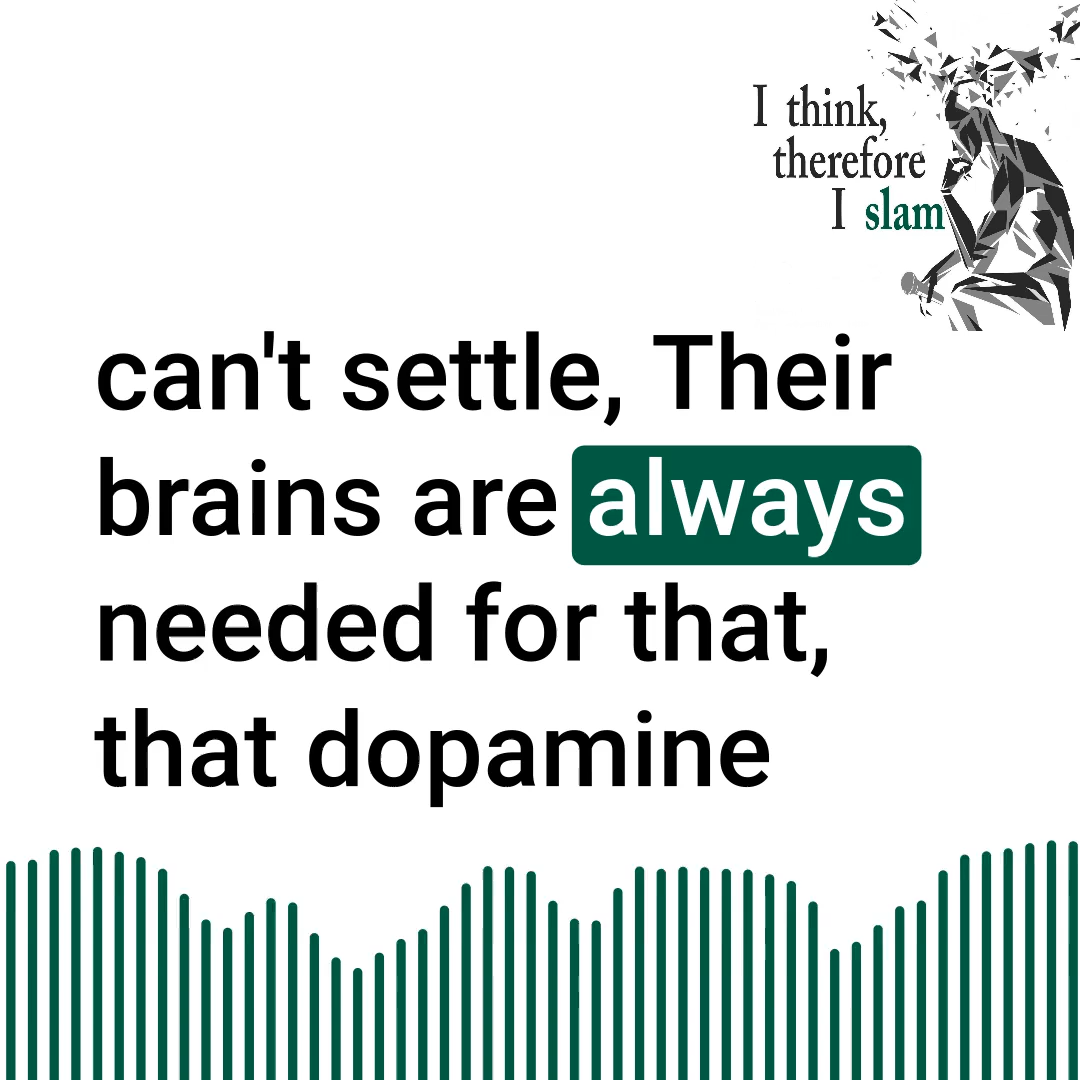 I think,
therefore
I slam
can't settle, Their
brains are always
needed for that,
that dopamine